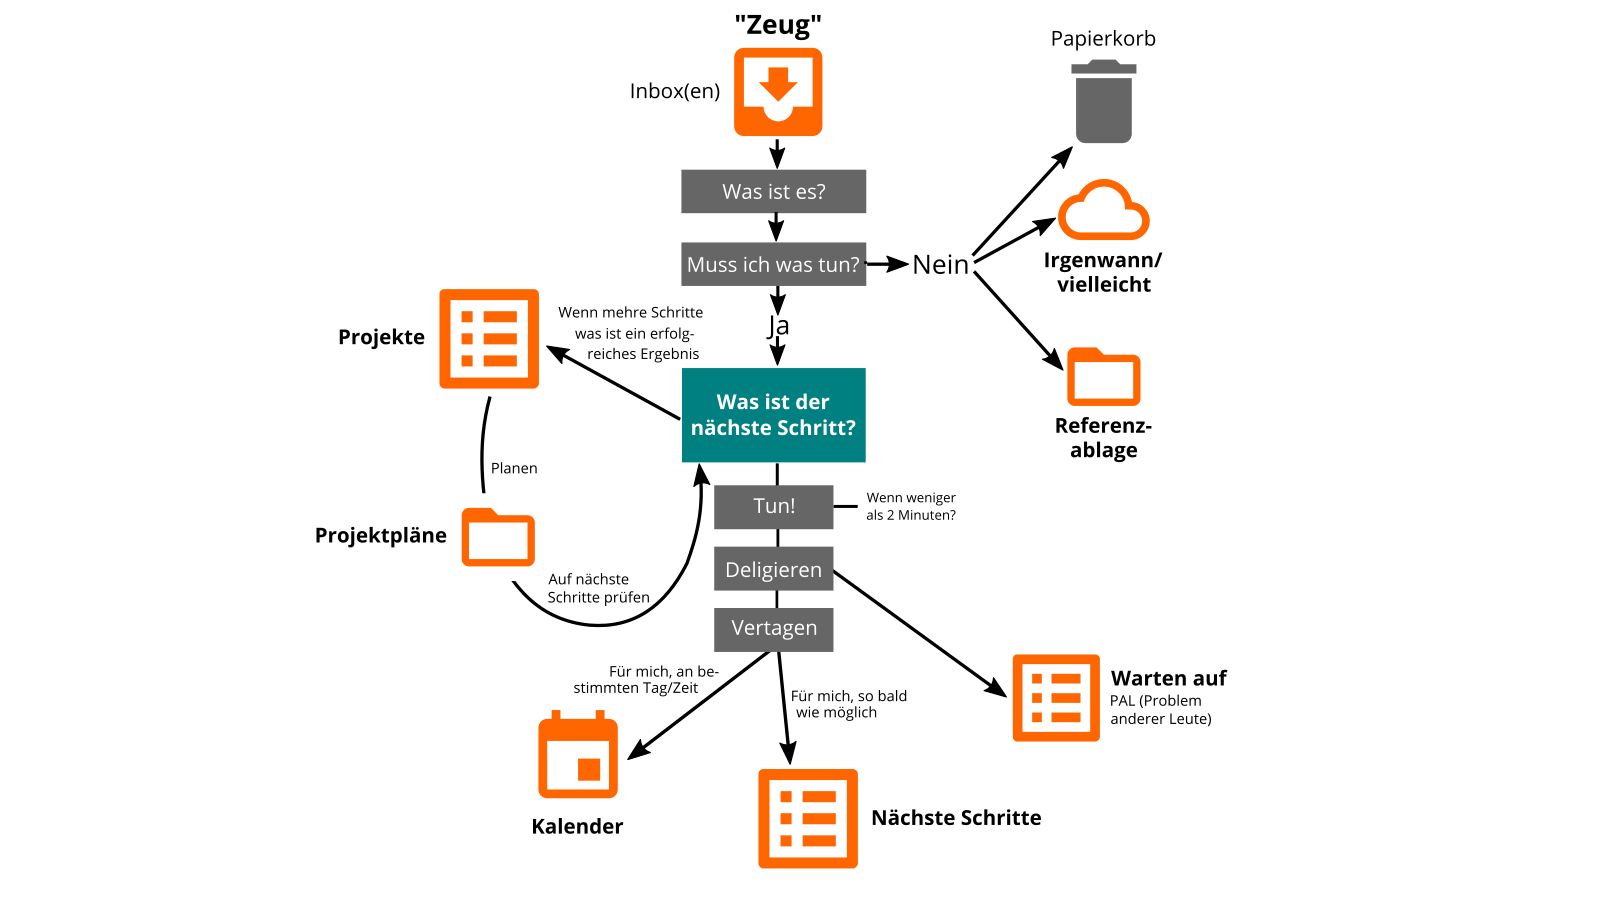 "Zeug"
Inbox(en)
Papierkorb
Was ist es?
Muss ich was tun?
Nein
Irgenwann/
vielleicht
Ja
Wenn mehre Schritte
was ist ein erfolg-
reiches Ergebnis
Projekte
Was ist der
nächste Schritt?
Referenz-
ablage
Planen
Tun!
Wenn weniger
als 2 Minuten?
Projektpläne
Deligieren
Auf nächste
Schritte prüfen
Vertagen
Für mich, an be-
stimmten Tag/Zeit
Für mich, so bald
wie möglich
Warten auf
PAL (Problem
anderer Leute)
Kalender
Nächste Schritte